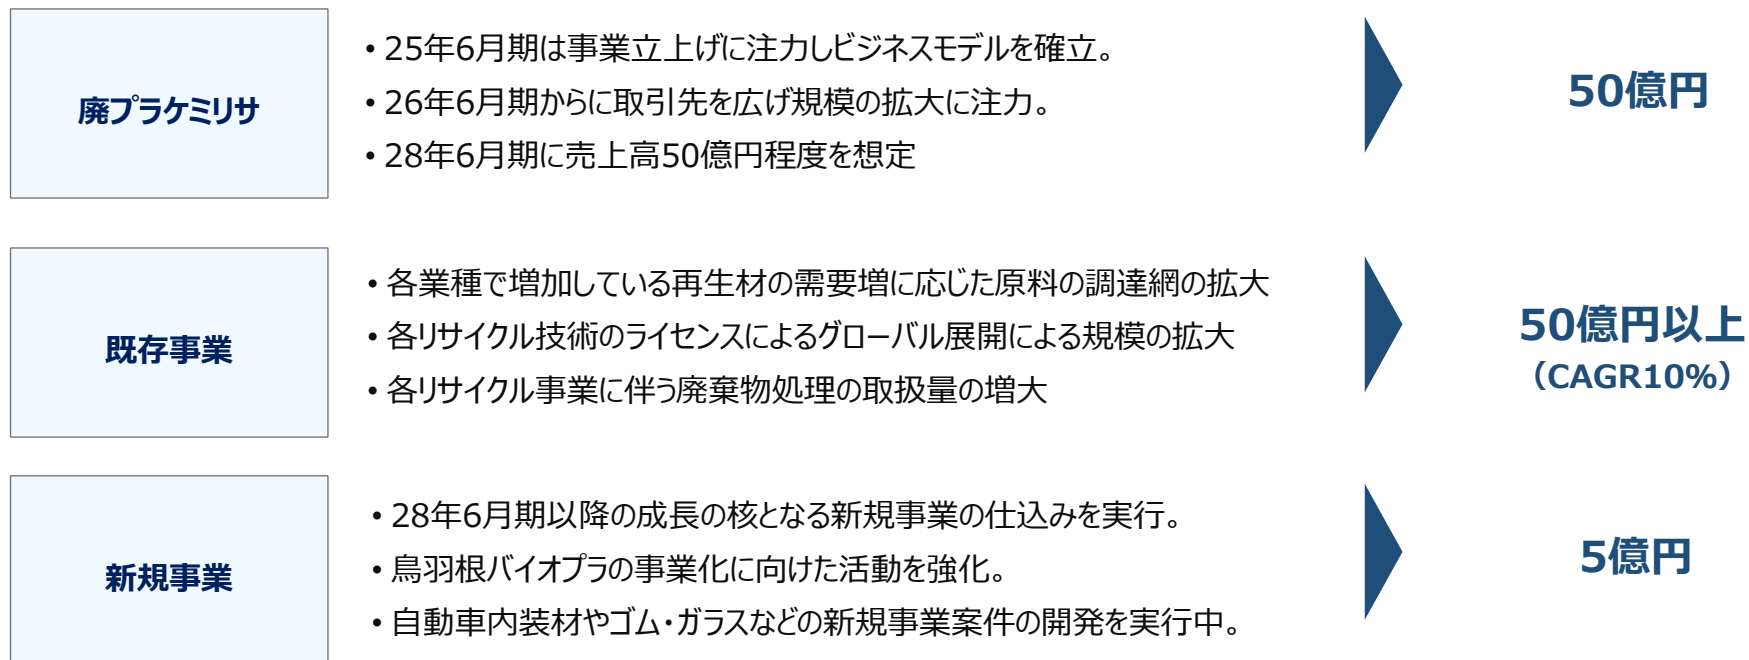 廃プラケミリサ
• 25年6月期は事業立上げに注力しビジネスモデルを確立。
• 26年6月期からに取引先を広げ規模の拡大に注力。
• 28年6月期に売上高50億円程度を想定
50億円
既存事業
• 各業種で増加している再生材の需要増に応じた原料の調達網の拡大
• 各リサイクル技術のライセンスによるグローバル展開による規模の拡大
• 各リサイクル事業に伴う廃棄物処理の取扱量の増大
50億円以上
（CAGR10%）
新規事業
• 28年6月期以降の成長の核となる新規事業の仕込みを実行。
• 鳥羽根バイオプラの事業化に向けた活動を強化。
• 自動車内装材やゴム・ガラスなどの新規事業案件の開発を実行中。
5億円